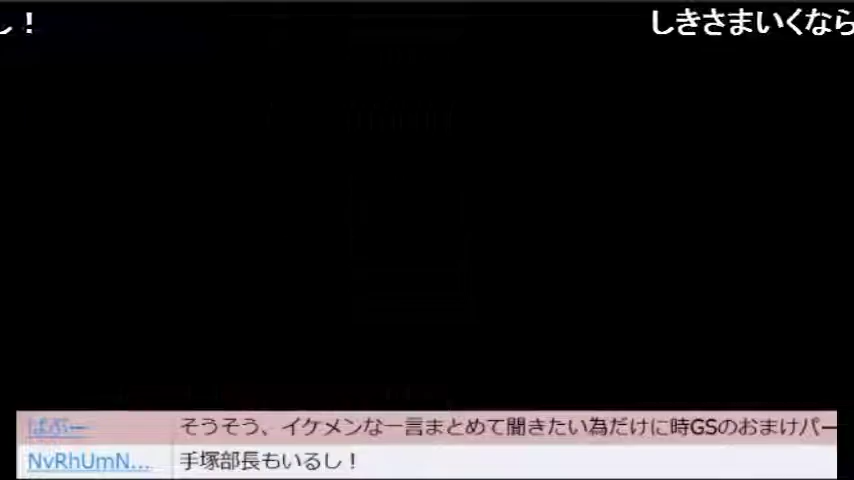 し！
しきさまいくなら
ぱぷー
そうそう、イケメンな一言まとめて聞きたい為だけに時GSのおまけパー
NvRhUmN...
手塚部長もいるし！